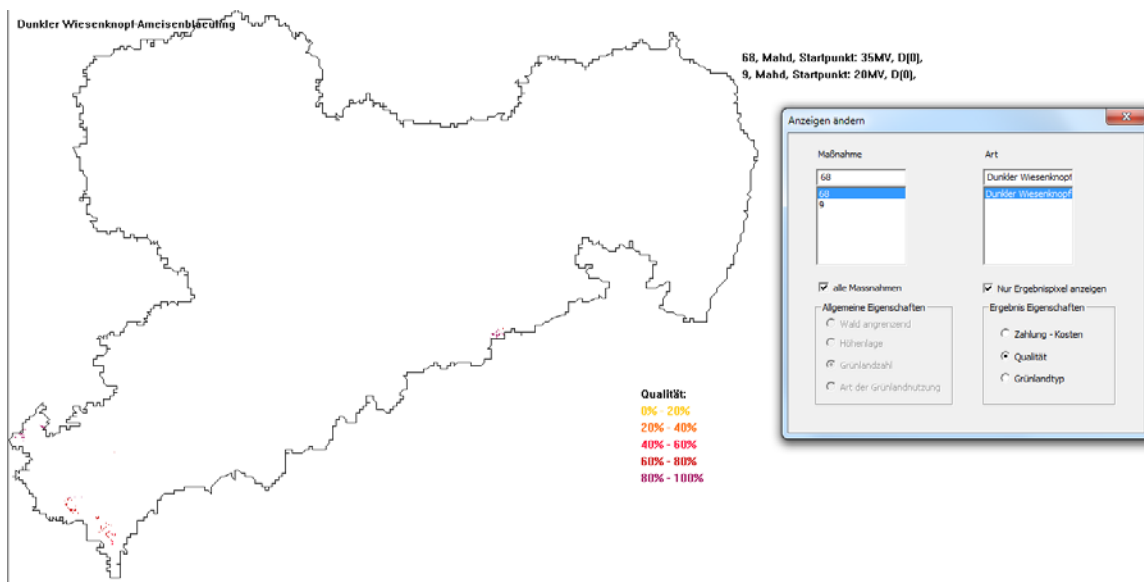 Dunkler Wiesenknopf-Ameisenblaeuling
68, Mahd, Startpunkt: 35MV, D[0],
9, Mahd, Startpunkt: 20MV, D[0],
Anzeigen ändern
x
Maßnahme
Art
68
Dunkler Wiesenknopf
68
Dunkler Wiesenknopf
9
alle Massnahmen
Nur Ergebnispixel anzeigen
Allgemeine Eigenschaften
Ergebnis Eigenschaften
Wald angrenzend
Höhenlage
Grünlandzahl
Art der Grünlandnutzung
Zahlung - Kosten
Qualität
Grünlandtyp
Qualität:
0% - 20%
20% - 40%
40% - 60%
60% - 80%
80% - 100%